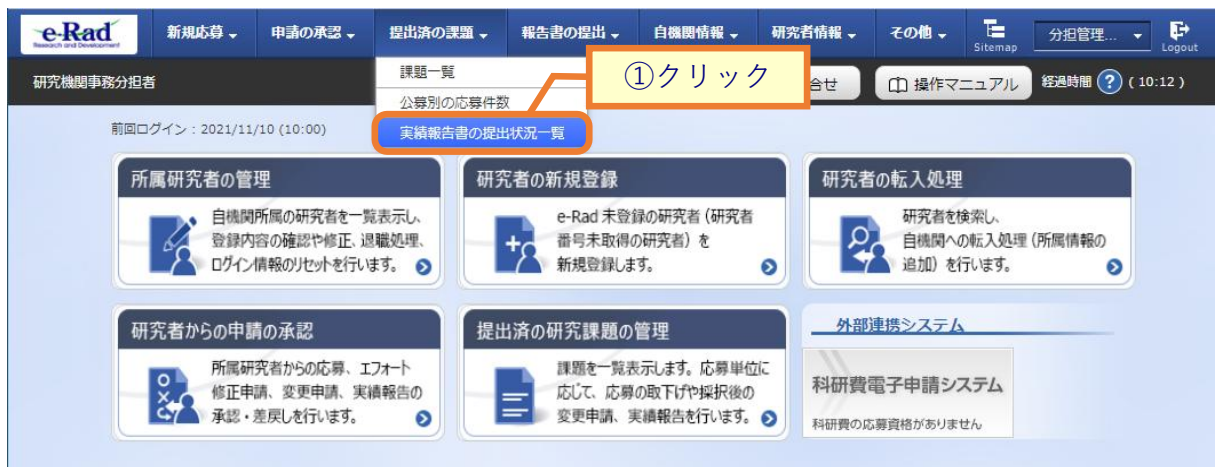 e-Rad
Research and Development
新規応募
申請の承認
提出済の課題
報告書の提出
自機関情報
研究者情報
その他
Sitemap
分担管理...
Logout
研究機関事務分担者
合せ
操作マニュアル
経過時間 ? ( 10:12 )
課題一覧
公募別の応募件数
実績報告書の提出状況一覧
①クリック
前回ログイン：2021/11/10 (10:00)
所属研究者の管理
自機関所属の研究者を一覧表示し、
登録内容の確認や修正、退職処理、
ログイン情報のリセットを行います。
研究者の新規登録
e-Rad 未登録の研究者（研究者
番号未取得の研究者）を
新規登録します。
研究者の転入処理
研究者を検索し、
自機関への転入処理（所属情報の
追加）を行います。
研究者からの申請の承認
所属研究者からの応募、エフォート
修正申請、変更申請、実績報告の
承認・差戻しを行います。
提出済の研究課題の管理
課題を一覧表示します。応募単位に
応じて、応募の取下げや採択後の
変更申請、実績報告を行います。
外部連携システム
科研費電子申請システム
科研費の応募資格がありません